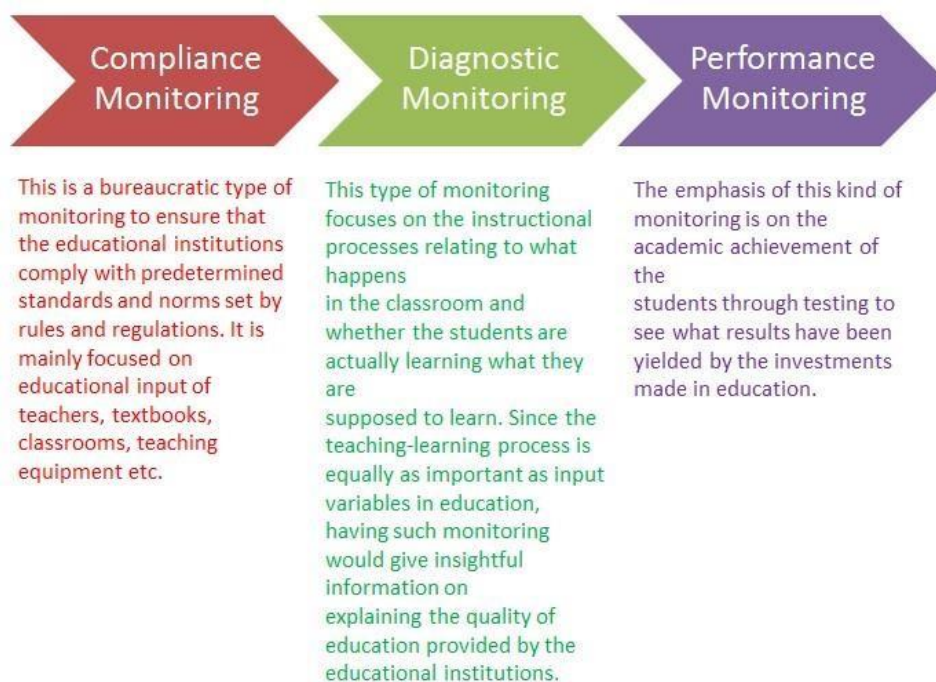 Compliance
Monitoring
This is a bureaucratic type of
monitoring to ensure that
the educational institutions
comply with predetermined
standards and norms set by
rules and regulations. It is
mainly focused on
educational input of
teachers, textbooks,
classrooms, teaching
equipment etc.
Diagnostic
Monitoring
This type of monitoring
focuses on the instructional
processes relating to what
happens
in the classroom and
whether the students are
actually learning what they
are
supposed to learn. Since the
teaching-learning process is
equally as important as input
variables in education,
having such monitoring
would give insightful
information on
explaining the quality of
education provided by the
educational institutions.
Performance
Monitoring
The emphasis of this kind of
monitoring is on the
academic achievement of
the
students through testing to
see what results have been
yielded by the investments
made in education.